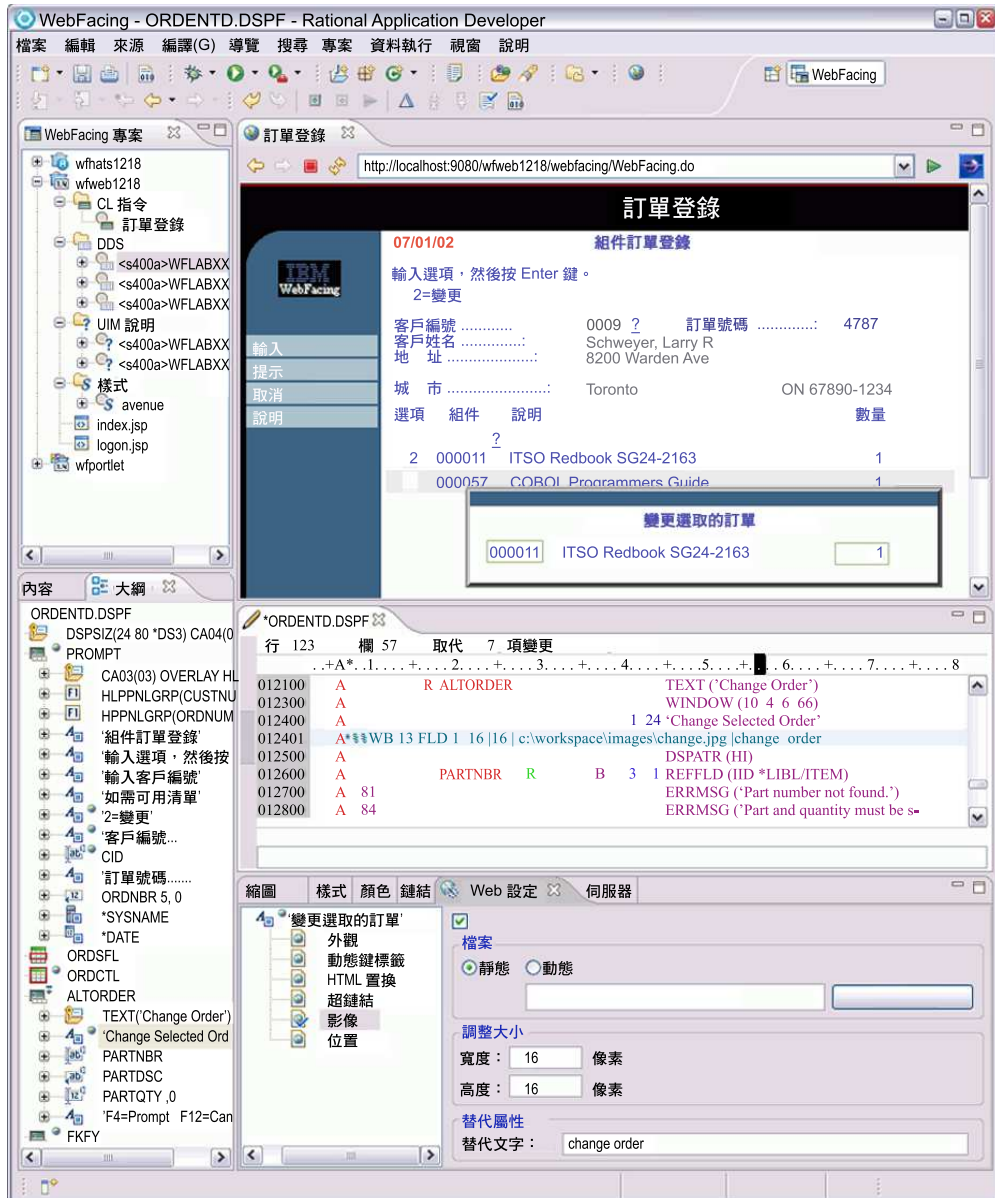 WebFacing - ORDENTD.DSPF - Rational Application Developer
檔案 編輯 來源 編譯(G) 導覽 搜尋 專案 資料執行 視窗 說明
WebFacing
WebFacing 專案
wfhats1218
wfweb1218
CL 指令
訂單登錄
DDS
<s400a>WFLABXX
<s400a>WFLABXX
<s400a>WFLABXX
UIM 說明
<s400a>WFLABXX
<s400a>WFLABXX
樣式
avenue
index.jsp
logon.jsp
wfportlet
訂單登錄
http://localhost:9080/wfweb1218/webfacing/WebFacing.do
訂單登錄
IBM
WebFacing
輸入
提示
取消
說明
07/01/02 組件訂單登錄
輸入選項，然後按 Enter 鍵。
2=變更
客戶編號 ............ 0009 ? 訂單號碼 .............: 4787
客戶姓名 .............: Schweyer, Larry R
地 址 ..................: 8200 Warden Ave
城 市 .....................: Toronto ON 67890-1234
選項 組件 說明 數量
?
2 000011 ITSO Redbook SG24-2163 1
000057 COBOL Programmers Guide 1
變更選取的訂單
000011 ITSO Redbook SG24-2163 1
內容 大綱
ORDENTD.DSPF
DSPSIZ(24 80 *DS3) CA04(0
PROMPT
CA03(03) OVERLAY HL
HLPPNLGRP(CUSTNU
HPPNLGRP(ORDNUM
'組件訂單登錄'
'輸入選項，然後按
'輸入客戶編號'
'如需可用清單'
'2=變更'
'客戶編號...
CID
'訂單號碼.......
ORDNBR 5, 0
*SYSNAME
*DATE
ORDSFL
ORDCTL
ALTORDER
TEXT('Change Order')
'Change Selected Ord
PARTNBR
PARTDSC
PARTQTY ,0
'F4=Prompt F12=Can
FKFY
*ORDENTD.DSPF
行 123 欄 57 取代 7 項變更
..+A*..1....+....2....+....3....+....4....+....5....+....6....+....7....+....8
012100 A R ALTORDER TEXT ('Change Order')
012300 A WINDOW (10 4 6 66)
012400 A 1 24 'Change Selected Order'
012401 A*%%WB 13 FLD 1 16 |16 | c:\workspace\images\change.jpg |change order
012500 A DSPATR (HI)
012600 A PARTNBR R B 3 1 REFFLD (IID *LIBL/ITEM)
012700 A 81 ERRMSG ('Part number not found.')
012800 A 84 ERRMSG ('Part and quantity must be s-
縮圖 樣式 顏色 鏈結 Web 設定 伺服器
'變更選取的訂單'
外觀
動態鍵標籤
HTML 置換
超鏈結
影像
位置
檔案
靜態 動態
調整大小
寬度： 16 像素
高度： 16 像素
替代屬性
替代文字： change order